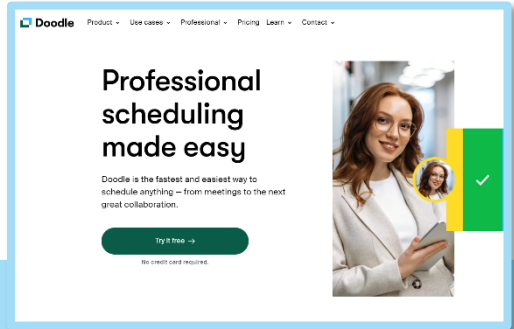 Doodle
Product Use cases Professional Pricing Learn Contact
Professional
scheduling
made easy
Doodle is the fastest and easiest way to
schedule anything – from meetings to the next
great collaboration.
Try it free →
No credit card required.